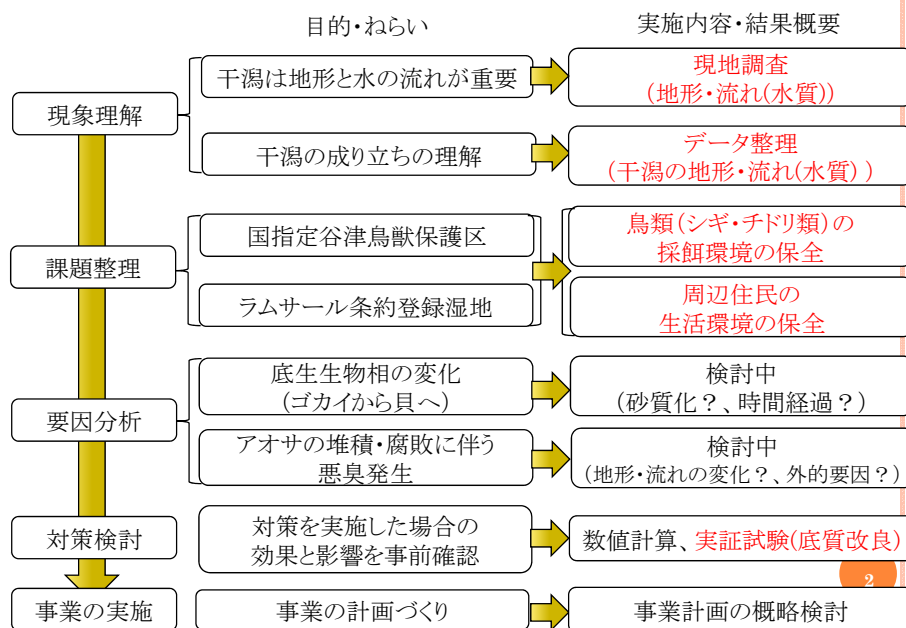 目的・ねらい
実施内容・結果概要
現象理解
干潟は地形と水の流れが重要
現地調査
(地形・流れ(水質))
干潟の成り立ちの理解
データ整理
(干潟の地形・流れ(水質))
課題整理
国指定谷津鳥獣保護区
ラムサール条約登録湿地
鳥類(シギ・チドリ類)の
採餌環境の保全
周辺住民の
生活環境の保全
要因分析
底生生物相の変化
(ゴカイから貝へ)
検討中
(砂質化?、時間経過?)
アオサの堆積・腐敗に伴う
悪臭発生
検討中
(地形・流れの変化?、外的要因?)
対策検討
対策を実施した場合の
効果と影響を事前確認
数値計算、実証試験(底質改良)
2
事業の実施
事業の計画づくり
事業計画の概略検討